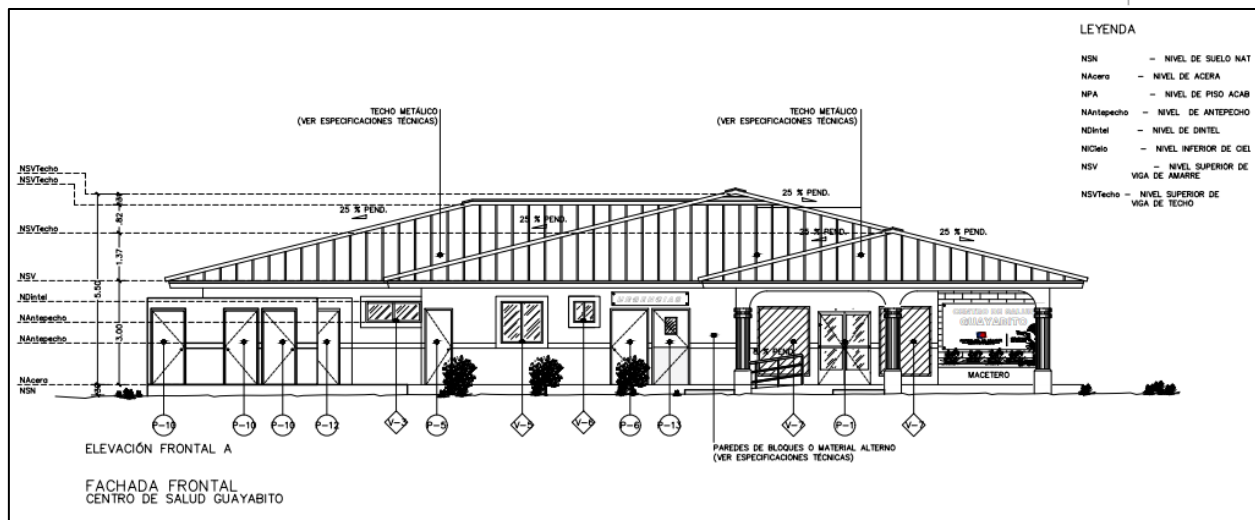 LEYENDA
NSN – NIVEL DE SUELO NAT
NAcera – NIVEL DE ACERA
NPA – NIVEL DE PISO ACAB
NAntepecho – NIVEL DE ANTEPECHO
NDintel – NIVEL DE DINTEL
NICielo – NIVEL INFERIOR DE CIEL
NSV – NIVEL SUPERIOR DE
VIGA DE AMARRE
NSVTecho – NIVEL SUPERIOR DE
VIGA DE TECHO
TECHO METÁLICO
(VER ESPECIFICACIONES TÉCNICAS)
TECHO METÁLICO
(VER ESPECIFICACIONES TÉCNICAS)
NSVTecho
NSVTecho
NSVTecho
NSV
NDintel
NAntepecho
NAntepecho
NAcera
NSN
.82
1.37
5.50
3.00
25 % PEND.
25 % PEND.
25 % PEND.
25 % PEND.
25 % PEND.
URGENCIAS
CENTRO DE SALUD
GUAYABITO
% PEND.
MACETERO
P-10
P-10
P-10
P-12
V-3
P-5
V-5
V-6
P-6
P-13
V-7
P-1
V-7
PAREDES DE BLOQUES O MATERIAL ALTERNO
(VER ESPECIFICACIONES TÉCNICAS)
ELEVACIÓN FRONTAL A
FACHADA FRONTAL
CENTRO DE SALUD GUAYABITO